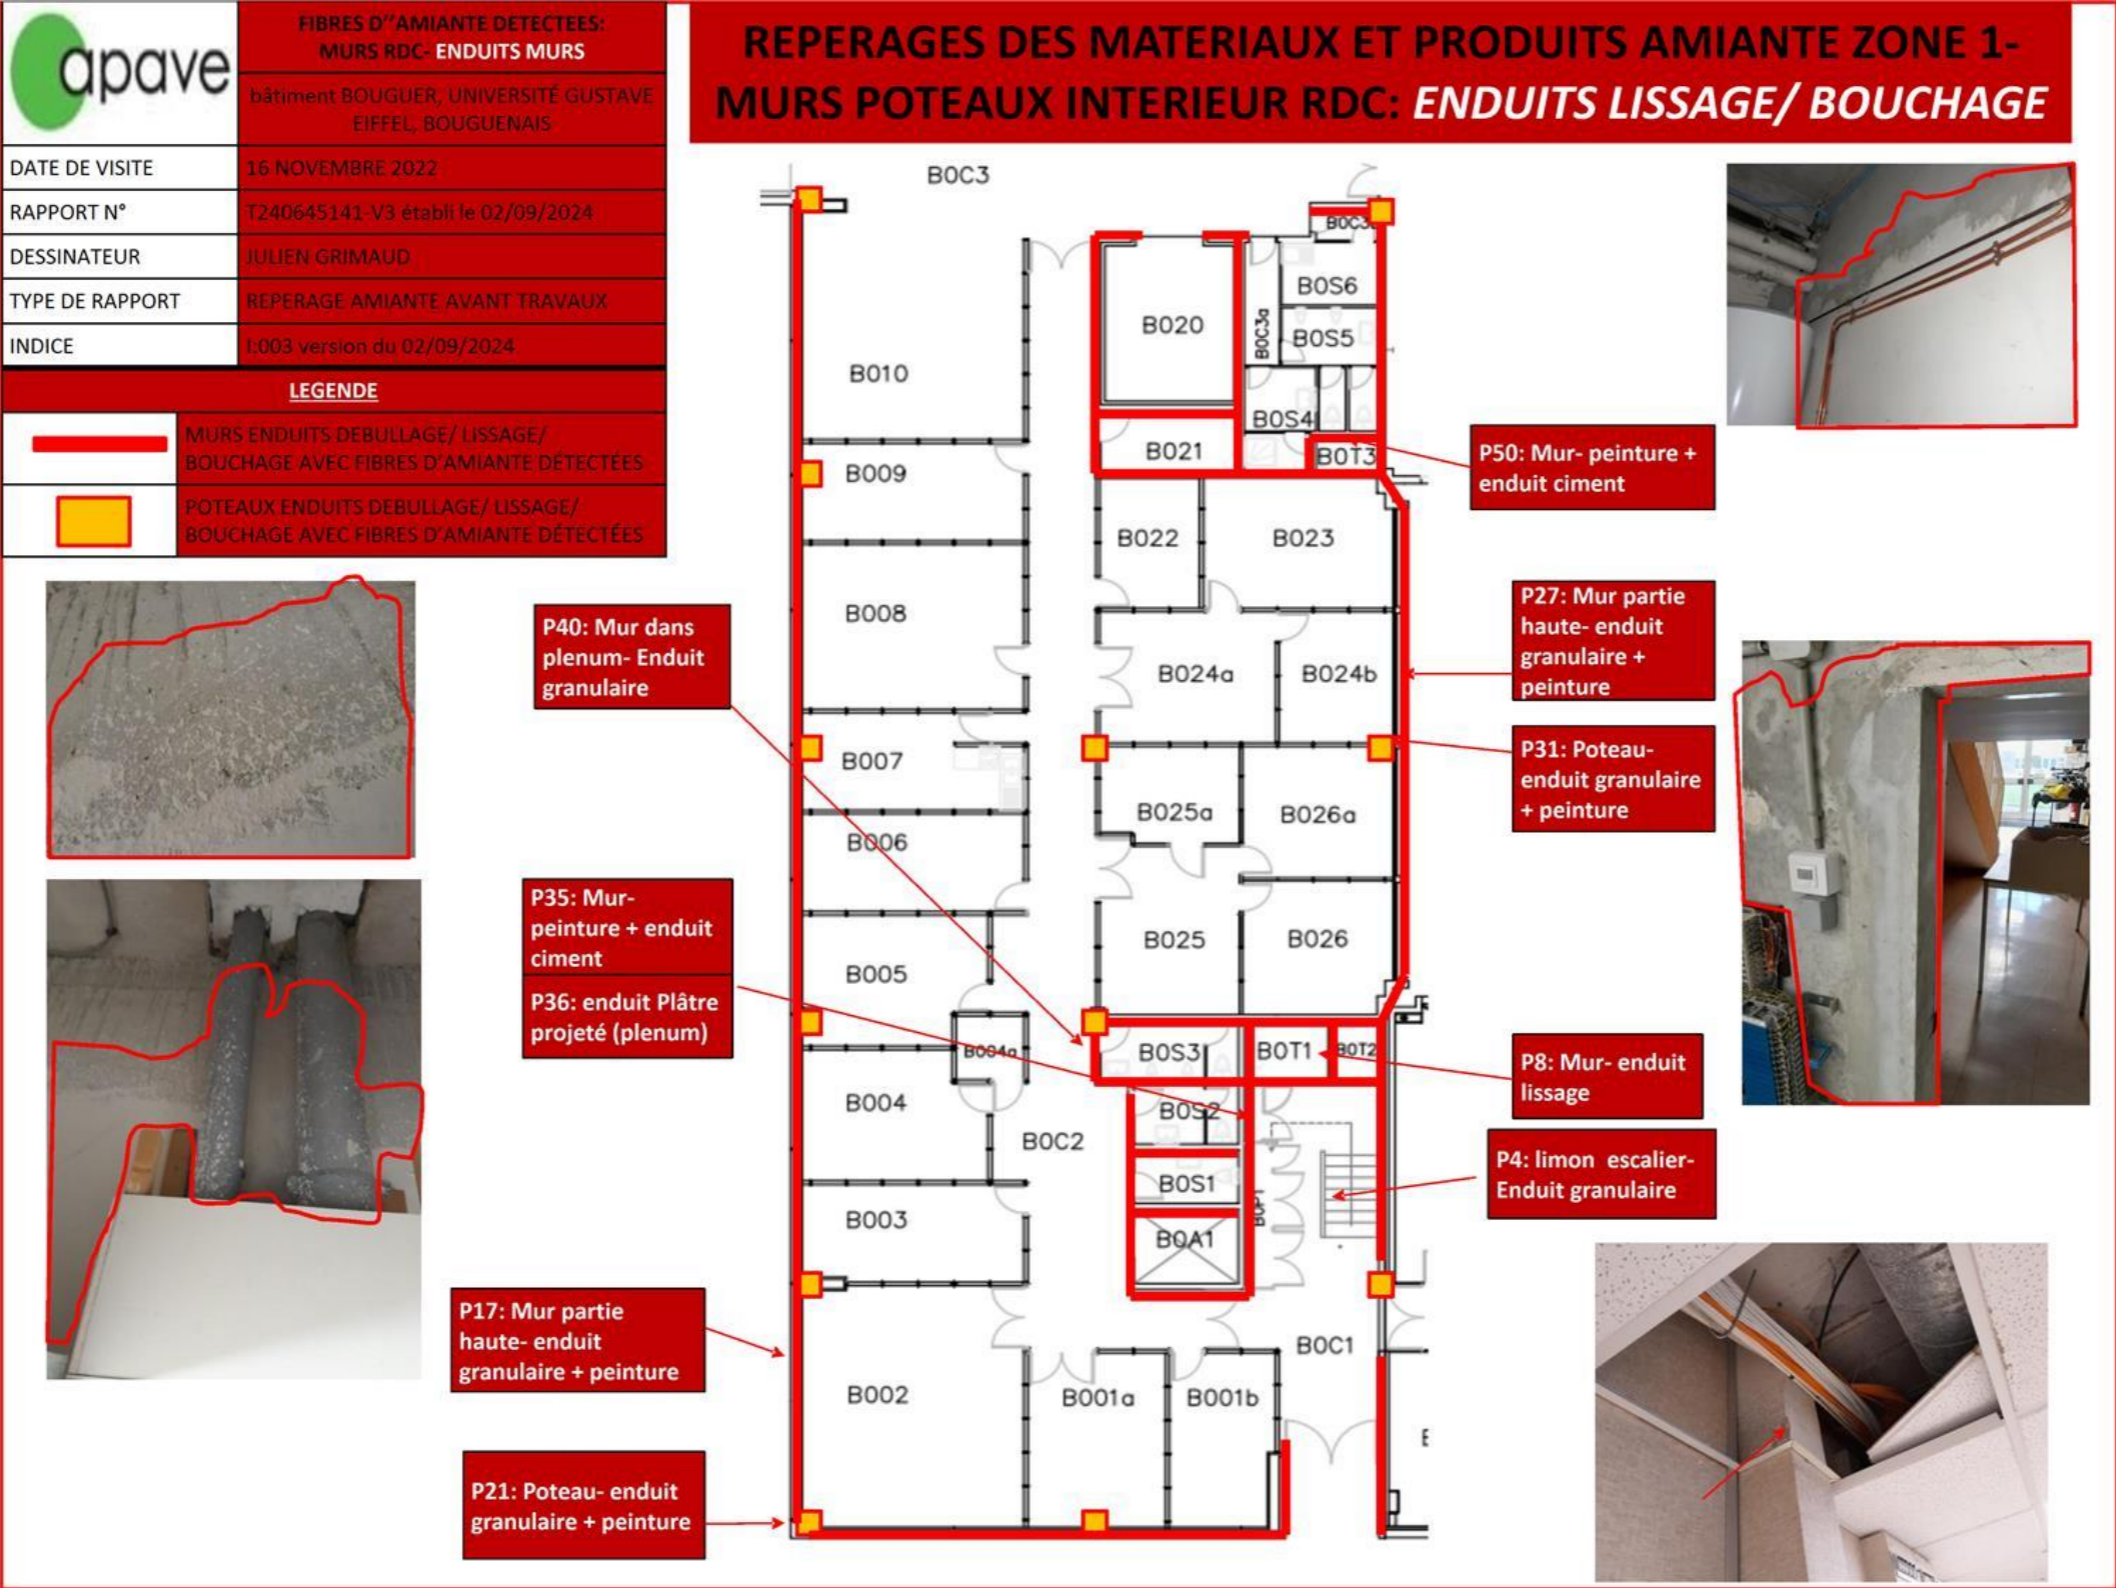 apave
FIBRES D''AMIANTE DETECTEES:
MURS RDC- ENDUITS MURS
bâtiment BOUGUER, UNIVERSITÉ GUSTAVE
EIFFEL, BOUGUENAIS
DATE DE VISITE
16 NOVEMBRE 2022
RAPPORT N°
T240645141-V3 établi le 02/09/2024
DESSINATEUR
JULIEN GRIMAUD
TYPE DE RAPPORT
REPERAGE AMIANTE AVANT TRAVAUX
INDICE
I:003 version du 02/09/2024
LEGENDE
MURS ENDUITS DEBULLAGE/ LISSAGE/
BOUCHAGE AVEC FIBRES D'AMIANTE DÉTECTÉES
POTEAUX ENDUITS DEBULLAGE/ LISSAGE/
BOUCHAGE AVEC FIBRES D'AMIANTE DÉTECTÉES
REPERAGES DES MATERIAUX ET PRODUITS AMIANTE ZONE 1-
MURS POTEAUX INTERIEUR RDC: ENDUITS LISSAGE/ BOUCHAGE
B0C3
B0S6
B020
B0C3a
B0S5
B010
B0S4
B021
B0T3
B009
B022
B023
B008
B024a
B024b
B007
B025a
B026a
B006
B025
B026
B005
B004a
B0S3
B0T1
B0T2
B004
B0S2
B0C2
B0S1
B003
B0P1
B0A1
B0C1
B002
B001a
B001b
E
P50: Mur- peinture +
enduit ciment
P40: Mur dans
plenum- Enduit
granulaire
P27: Mur partie
haute- enduit
granulaire +
peinture
P31: Poteau-
enduit granulaire
+ peinture
P35: Mur-
peinture + enduit
ciment
P36: enduit Plâtre
projeté (plenum)
P8: Mur- enduit
lissage
P4: limon escalier-
Enduit granulaire
P17: Mur partie
haute- enduit
granulaire + peinture
P21: Poteau- enduit
granulaire + peinture